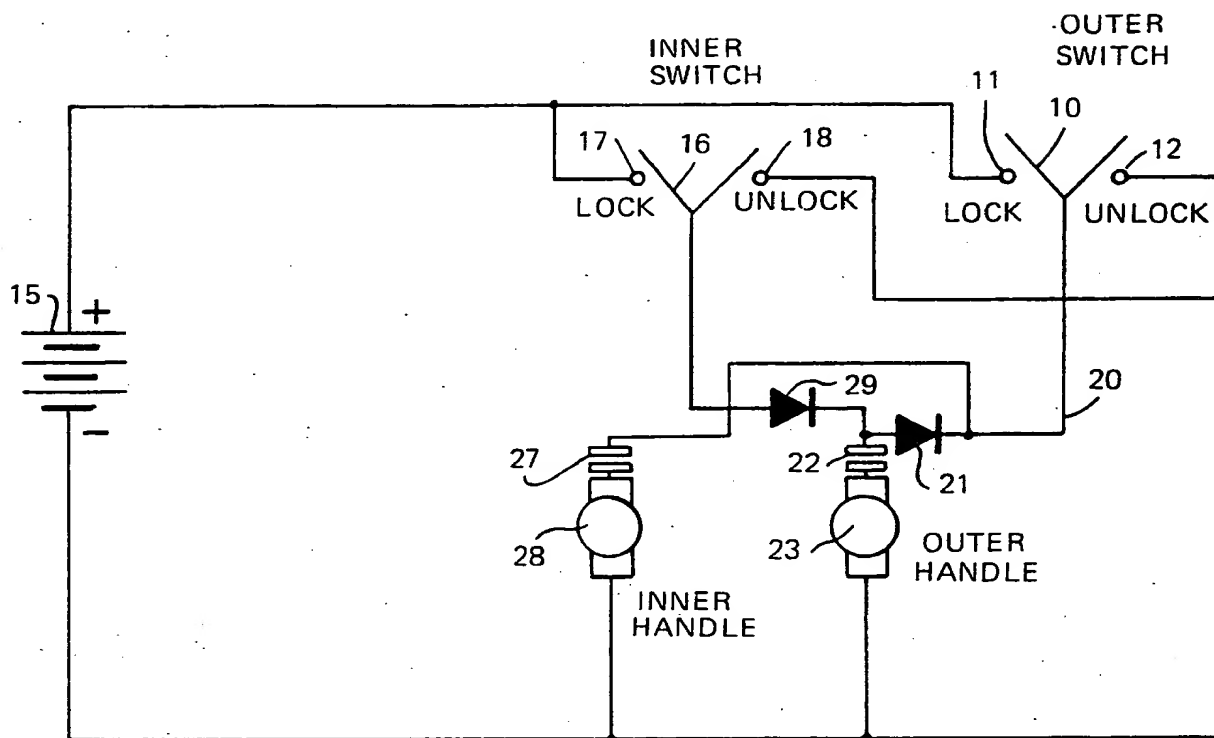 INNER
SWITCH
OUTER
SWITCH
17
16
18
11
10
12
LOCK
UNLOCK
LOCK
UNLOCK
15
+
−
29
20
27
22
21
28
23
OUTER
HANDLE
INNER
HANDLE